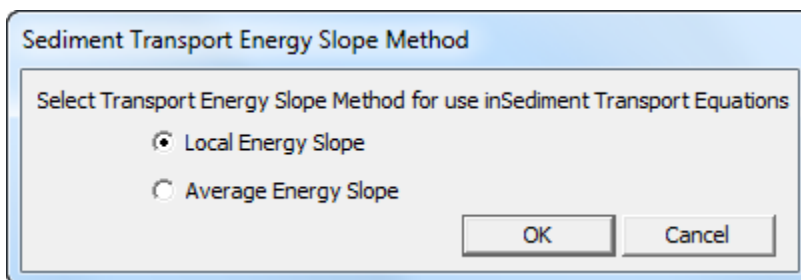 Sediment Transport Energy Slope Method
Select Transport Energy Slope Method for use inSediment Transport Equations
Local Energy Slope
Average Energy Slope
OK Cancel